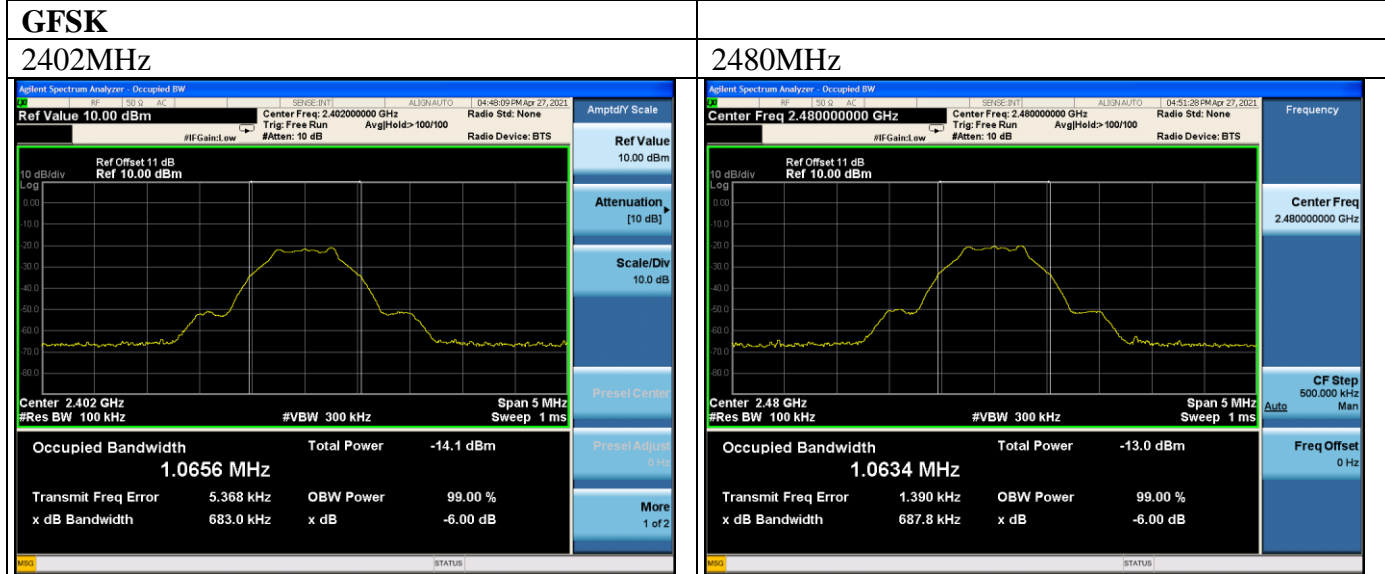 GFSK
2402MHz
2480MHz
Agilent Spectrum Analyzer - Occupied BW
RF 50 Ω AC SENSE:INT ALIGNAUTO 04:48:09 PM Apr 27, 2021
Ref Value 10.00 dBm
Center Freq: 2.402000000 GHz
Radio Std: None
Trig: Free Run Avg|Hold:>100/100
#IFGain:Low
#Atten: 10 dB
Radio Device: BTS
Ref Offset 11 dB
10 dB/div Ref 10.00 dBm
Log
0.00
-10.0
-20.0
-30.0
-40.0
-50.0
-60.0
-70.0
-80.0
Center 2.402 GHz Span 5 MHz
#Res BW 100 kHz #VBW 300 kHz Sweep 1 ms
Occupied Bandwidth Total Power -14.1 dBm
1.0656 MHz
Transmit Freq Error 5.368 kHz OBW Power 99.00 %
x dB Bandwidth 683.0 kHz x dB -6.00 dB
MSG STATUS
Amptd/Y Scale
Ref Value
10.00 dBm
Attenuation
[10 dB]
Scale/Div
10.0 dB
Presel Center
Presel Adjust
0 Hz
More
1 of 2
Agilent Spectrum Analyzer - Occupied BW
RF 50 Ω AC SENSE:INT ALIGNAUTO 04:51:28 PM Apr 27, 2021
Center Freq 2.480000000 GHz
Center Freq: 2.480000000 GHz
Radio Std: None
Trig: Free Run Avg|Hold:>100/100
#IFGain:Low
#Atten: 10 dB
Radio Device: BTS
Ref Offset 11 dB
10 dB/div Ref 10.00 dBm
Log
0.00
-10.0
-20.0
-30.0
-40.0
-50.0
-60.0
-70.0
-80.0
Center 2.48 GHz Span 5 MHz
#Res BW 100 kHz #VBW 300 kHz Sweep 1 ms
Occupied Bandwidth Total Power -13.0 dBm
1.0634 MHz
Transmit Freq Error 1.390 kHz OBW Power 99.00 %
x dB Bandwidth 687.8 kHz x dB -6.00 dB
MSG STATUS
Frequency
Center Freq
2.480000000 GHz
CF Step
500.000 kHz
Auto Man
Freq Offset
0 Hz